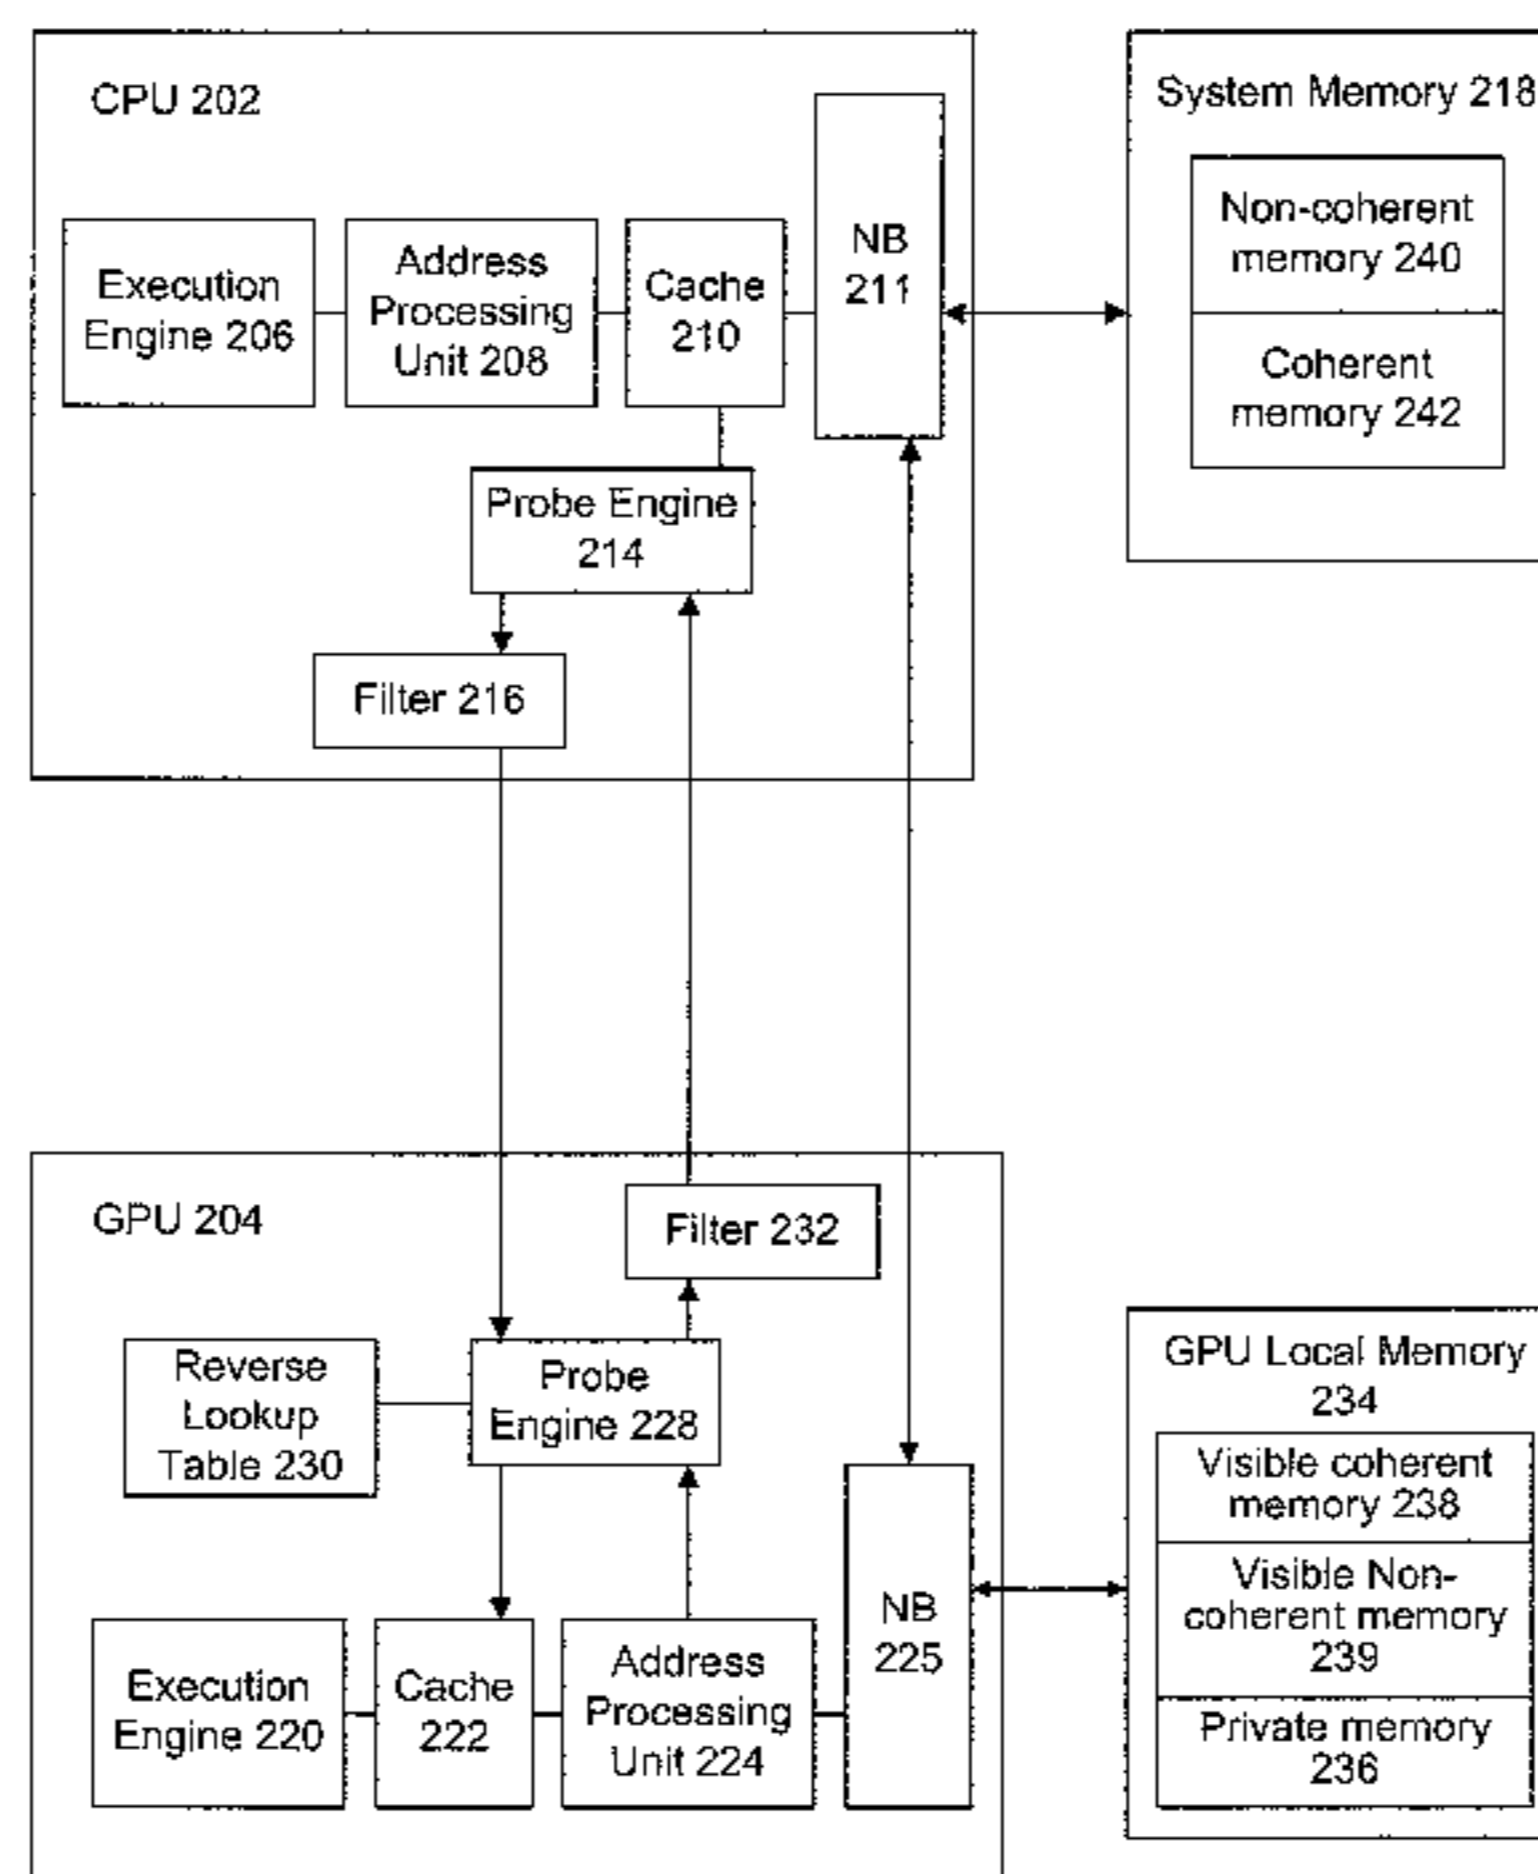 CPU 202
System Memory 218
Non-coherent
memory 240
Coherent
memory 242
Execution
Engine 206
Address
Processing
Unit 208
Cache
210
NB
211
Probe Engine
214
Filter 216
GPU 204
Filter 232
Reverse
Lookup
Table 230
Probe
Engine 228
Execution
Engine 220
Cache
222
Address
Processing
Unit 224
NB
225
GPU Local Memory
234
Visible coherent
memory 238
Visible Non-
coherent memory
239
Private memory
236